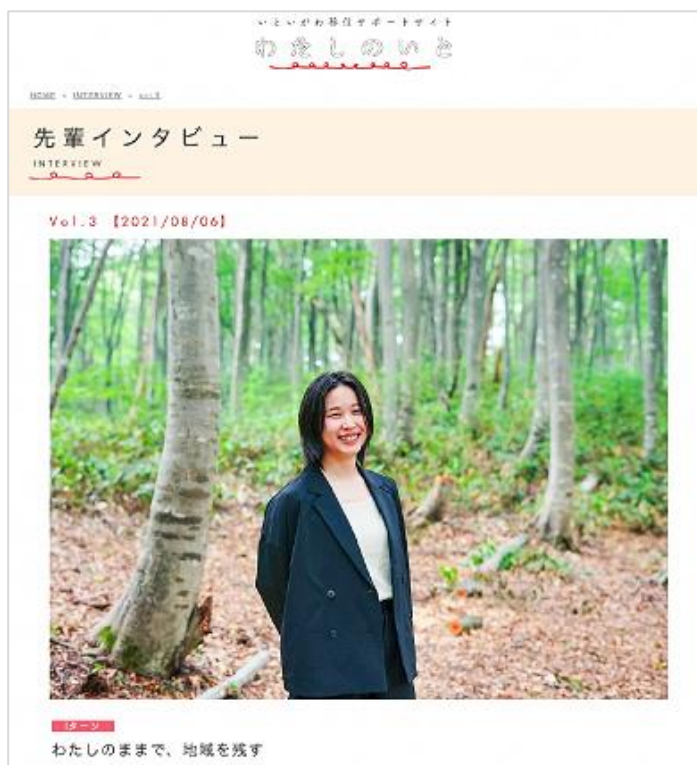 いといがわ移住サポートサイト
わたしのいと
HOME - INTERVIEW - vol.3
先輩インタビュー
INTERVIEW
Vol.3 【2021/08/06】
Iターン
わたしのままで、地域を残す